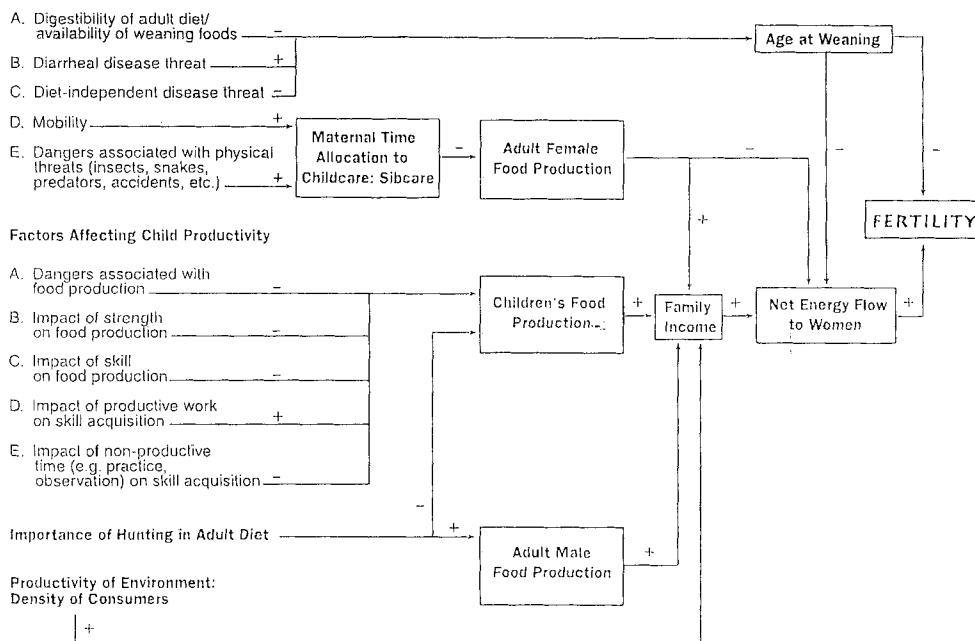 A. Digestibility of adult diet/
availability of weaning foods –
B. Diarrheal disease threat +
C. Diet-independent disease threat –
D. Mobility +
E. Dangers associated with physical
threats (insects, snakes,
predators, accidents, etc.) +
Maternal Time
Allocation to
Childcare: Sibcare
–
Adult Female
Food Production
–
+
Age at Weaning
–
–
FERTILITY
Factors Affecting Child Productivity
A. Dangers associated with
food production –
B. Impact of strength
on food production –
C. Impact of skill
on food production –
D. Impact of productive work
on skill acquisition +
E. Impact of non-productive
time (e.g. practice,
observation) on skill acquisition –
Children's Food
Production
+
Family
Income
+
Net Energy Flow
to Women
+
Importance of Hunting in Adult Diet
–
+
Adult Male
Food Production
+
Productivity of Environment:
Density of Consumers
+